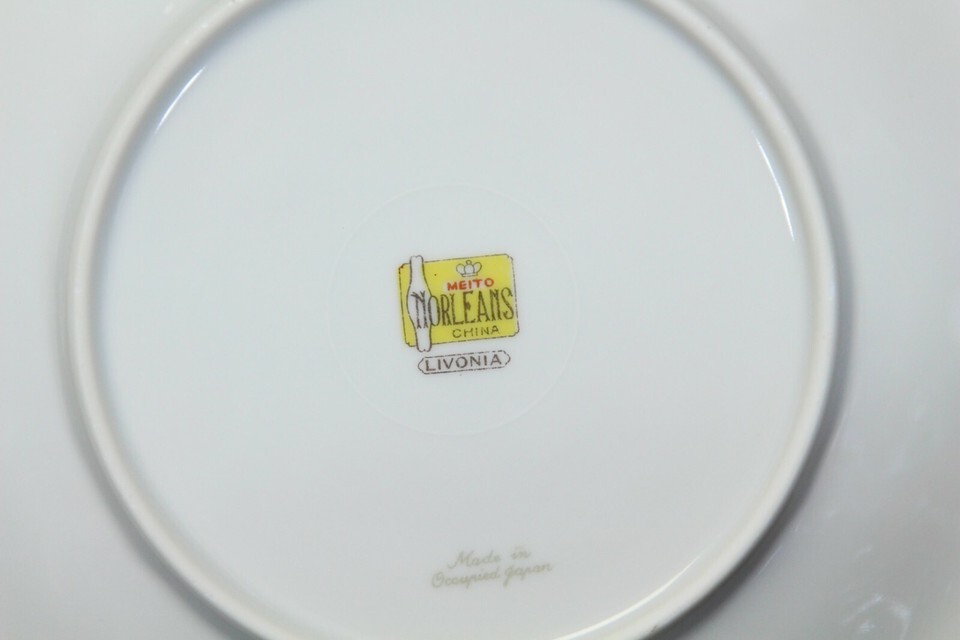 MEITO
NORLEANS
CHINA
LIVONIA
Made in
Occupied Japan